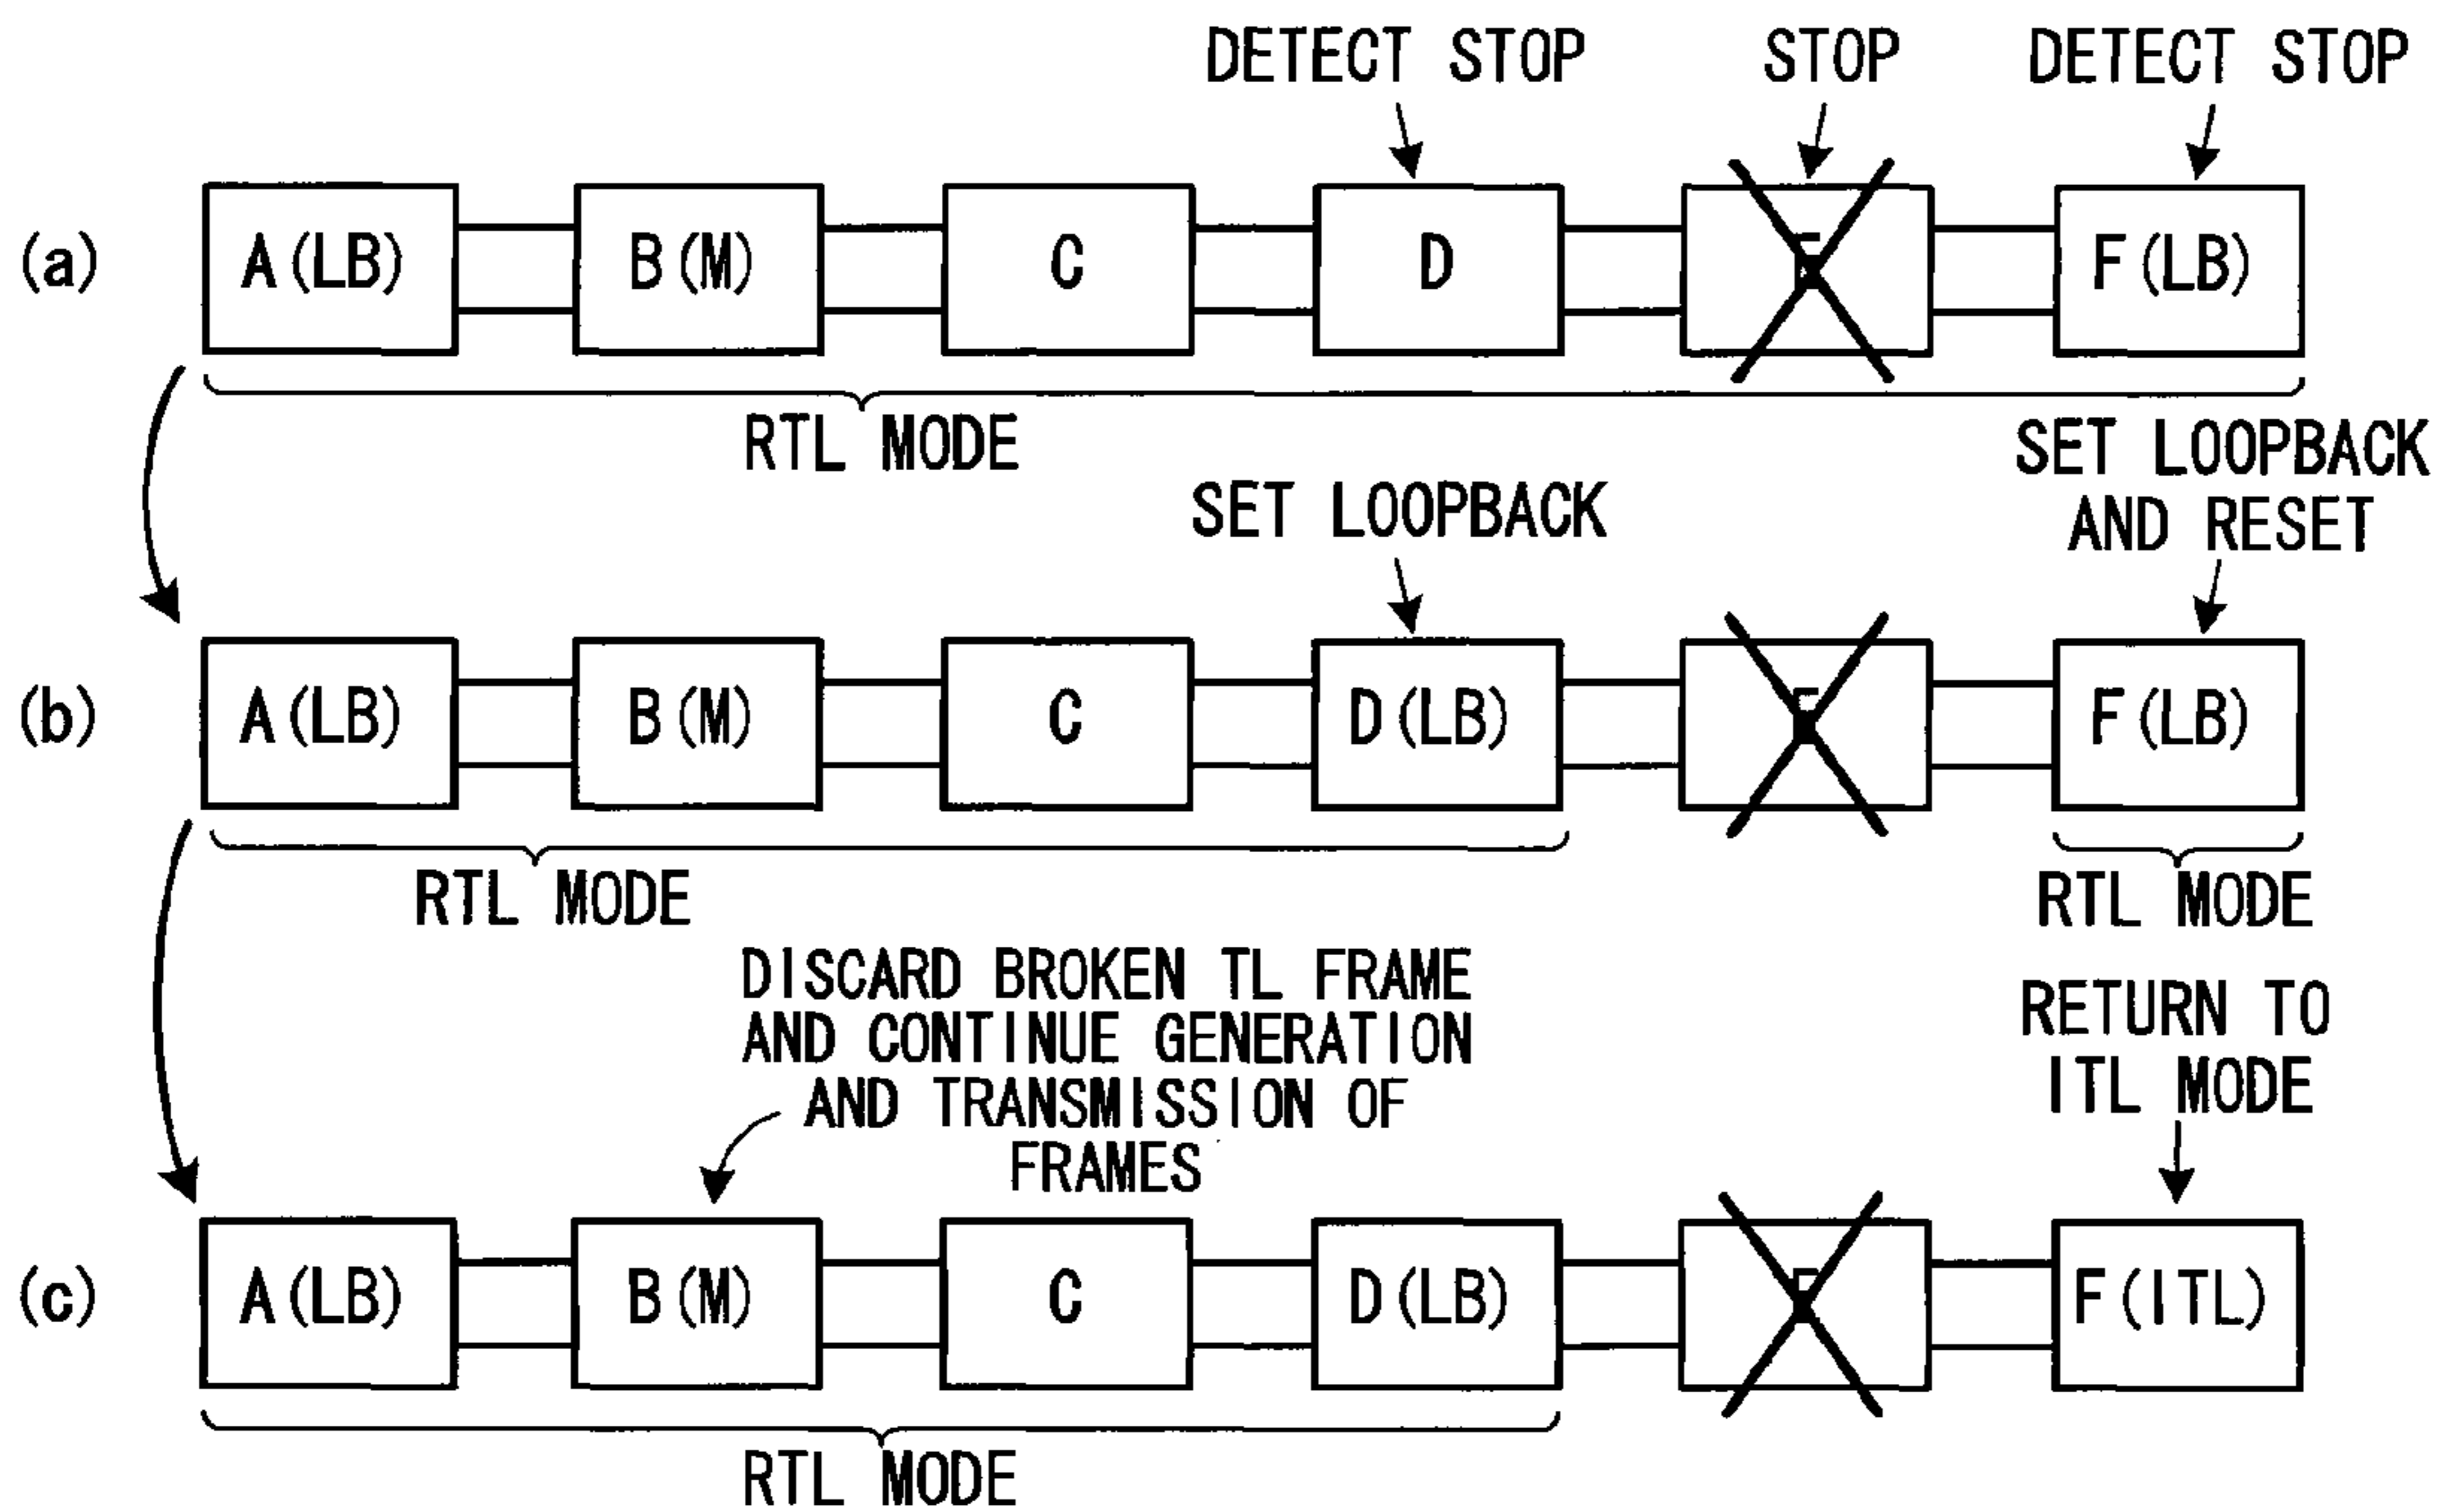 DETECT STOP STOP DETECT STOP
(a) A(LB) B(M) C D E F(LB)
RTL MODE
SET LOOPBACK
AND RESET
SET LOOPBACK
(b) A(LB) B(M) C D(LB) E F(LB)
RTL MODE RTL MODE
DISCARD BROKEN TL FRAME
AND CONTINUE GENERATION
AND TRANSMISSION OF
FRAMES
RETURN TO
ITL MODE
(c) A(LB) B(M) C D(LB) E F(ITL)
RTL MODE